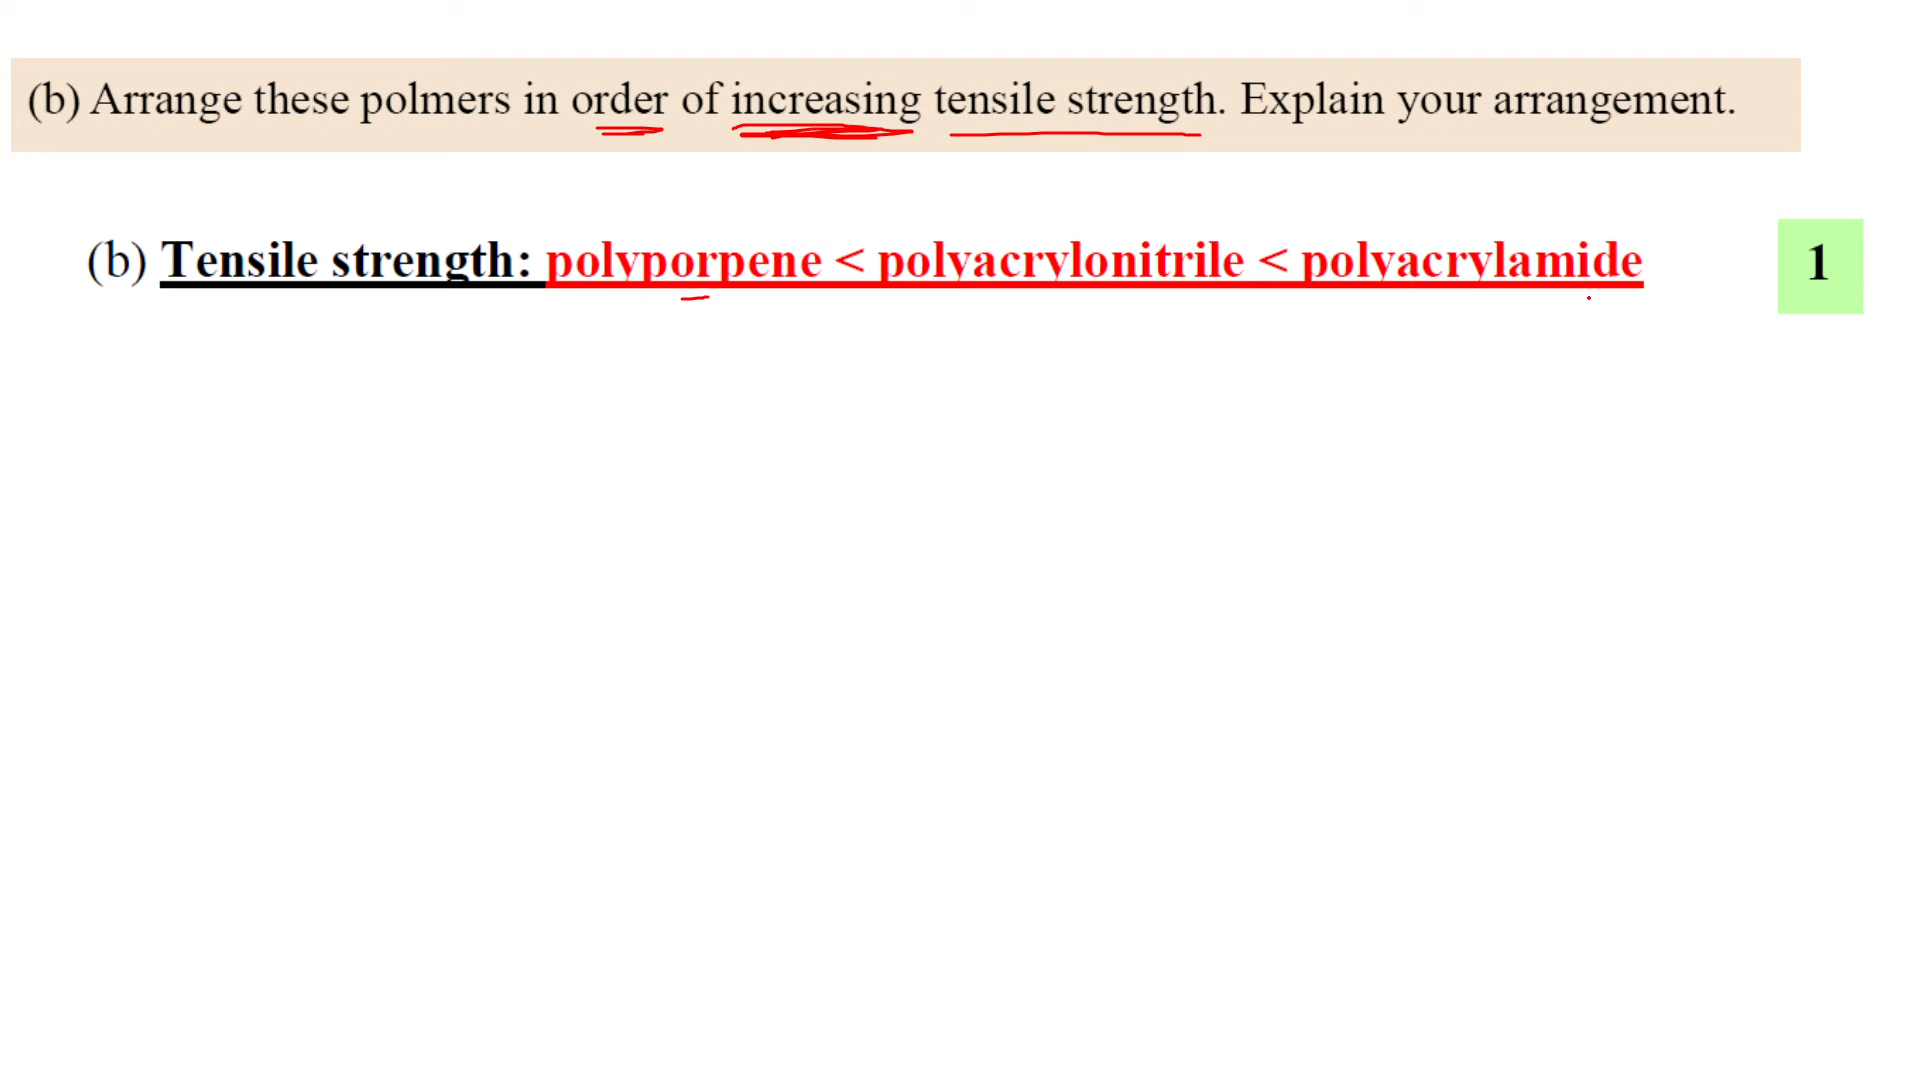 (b) Arrange these polmers in order of increasing tensile strength. Explain your arrangement.
(b) Tensile strength: polyporpene < polyacrylonitrile < polyacrylamide
1